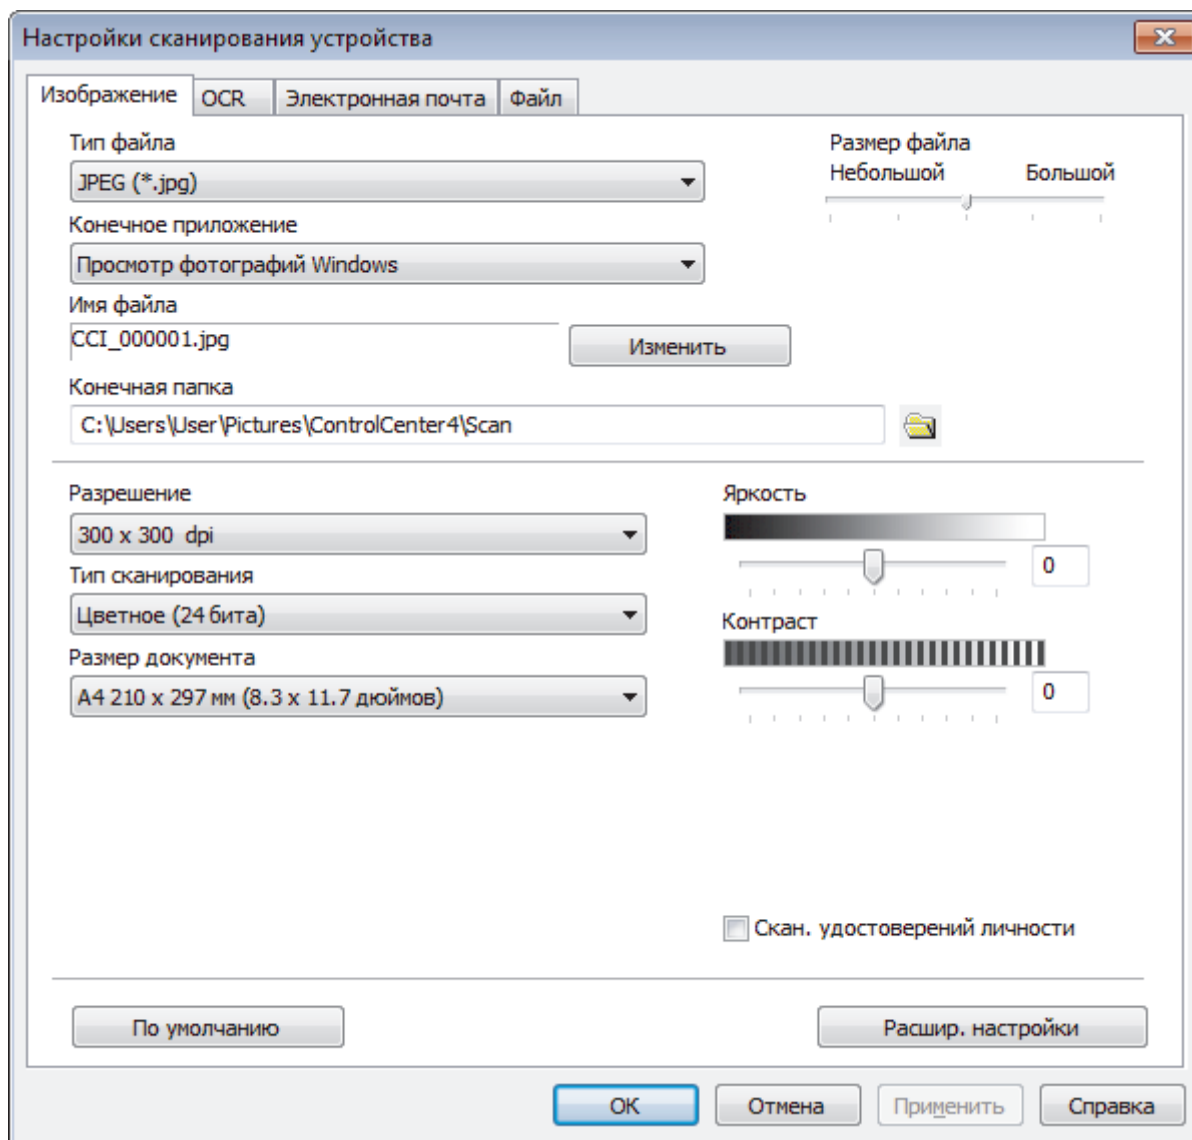 Настройки сканирования устройства
Изображение OCR Электронная почта Файл
Тип файла
JPEG (*.jpg)
Размер файла
Небольшой Большой
Конечное приложение
Просмотр фотографий Windows
Имя файла
CCI_000001.jpg
Изменить
Конечная папка
C:\Users\User\Pictures\ControlCenter4\Scan
Разрешение
300 x 300 dpi
Тип сканирования
Цветное (24 бита)
Размер документа
A4 210 x 297 мм (8.3 x 11.7 дюймов)
Яркость
0
Контраст
0
Скан. удостоверений личности
По умолчанию Расшир. настройки
OK Отмена Применить Справка